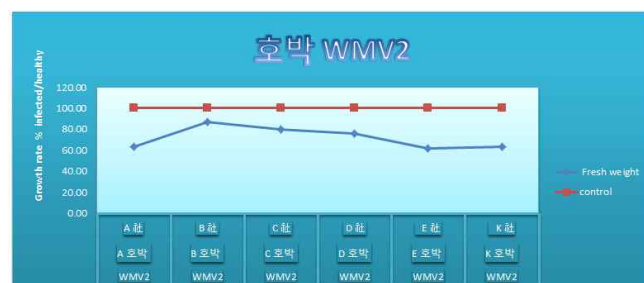 호박 WMV2
Growth rate % infected/healthy
120.00
100.00
80.00
60.00
40.00
20.00
0.00
Fresh weight
control
A 社 B 社 C 社 D 社 E 社 K 社
A 호박 B 호박 C 호박 D 호박 E 호박 K 호박
WMV2 WMV2 WMV2 WMV2 WMV2 WMV2